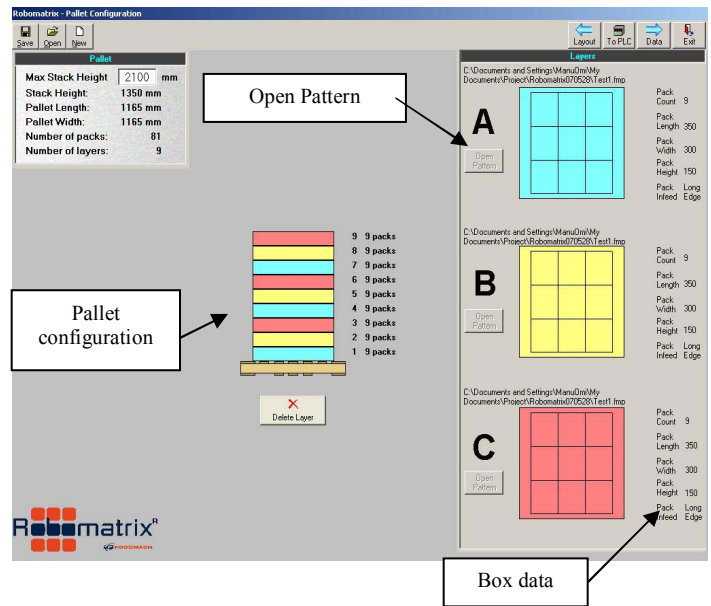 Robomatrix - Pallet Configuration
Save Open New
Layout To PLC Data Exit
Pallet
Max Stack Height 2100 mm
Stack Height: 1350 mm
Pallet Length: 1165 mm
Pallet Width: 1165 mm
Number of packs: 81
Number of layers: 9
Open Pattern
Pallet
configuration
9 9 packs
8 9 packs
7 9 packs
6 9 packs
5 9 packs
4 9 packs
3 9 packs
2 9 packs
1 9 packs
Delete Layer
Layers
C:\Documents and Settings\ManuOmi\My
Documents\Project\Robomatrix070528\Test1.fmp
A
Open
Pattern
Pack
Count 9
Pack
Length 350
Pack
Width 300
Pack
Height 150
Pack Long
Infeed Edge
C:\Documents and Settings\ManuOmi\My
Documents\Project\Robomatrix070528\Test1.fmp
B
Open
Pattern
Pack
Count 9
Pack
Length 350
Pack
Width 300
Pack
Height 150
Pack Long
Infeed Edge
C:\Documents and Settings\ManuOmi\My
Documents\Project\Robomatrix070528\Test1.fmp
C
Open
Pattern
Pack
Count 9
Pack
Length 350
Pack
Width 300
Pack
Height 150
Pack Long
Infeed Edge
Robomatrix R
FOODMACH
Box data